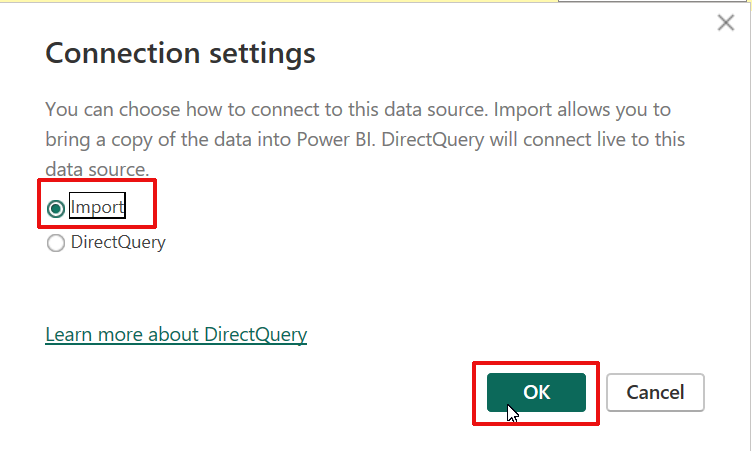 Connection settings
You can choose how to connect to this data source. Import allows you to
bring a copy of the data into Power BI. DirectQuery will connect live to this
data source.
Import
DirectQuery
Learn more about DirectQuery
OK
Cancel